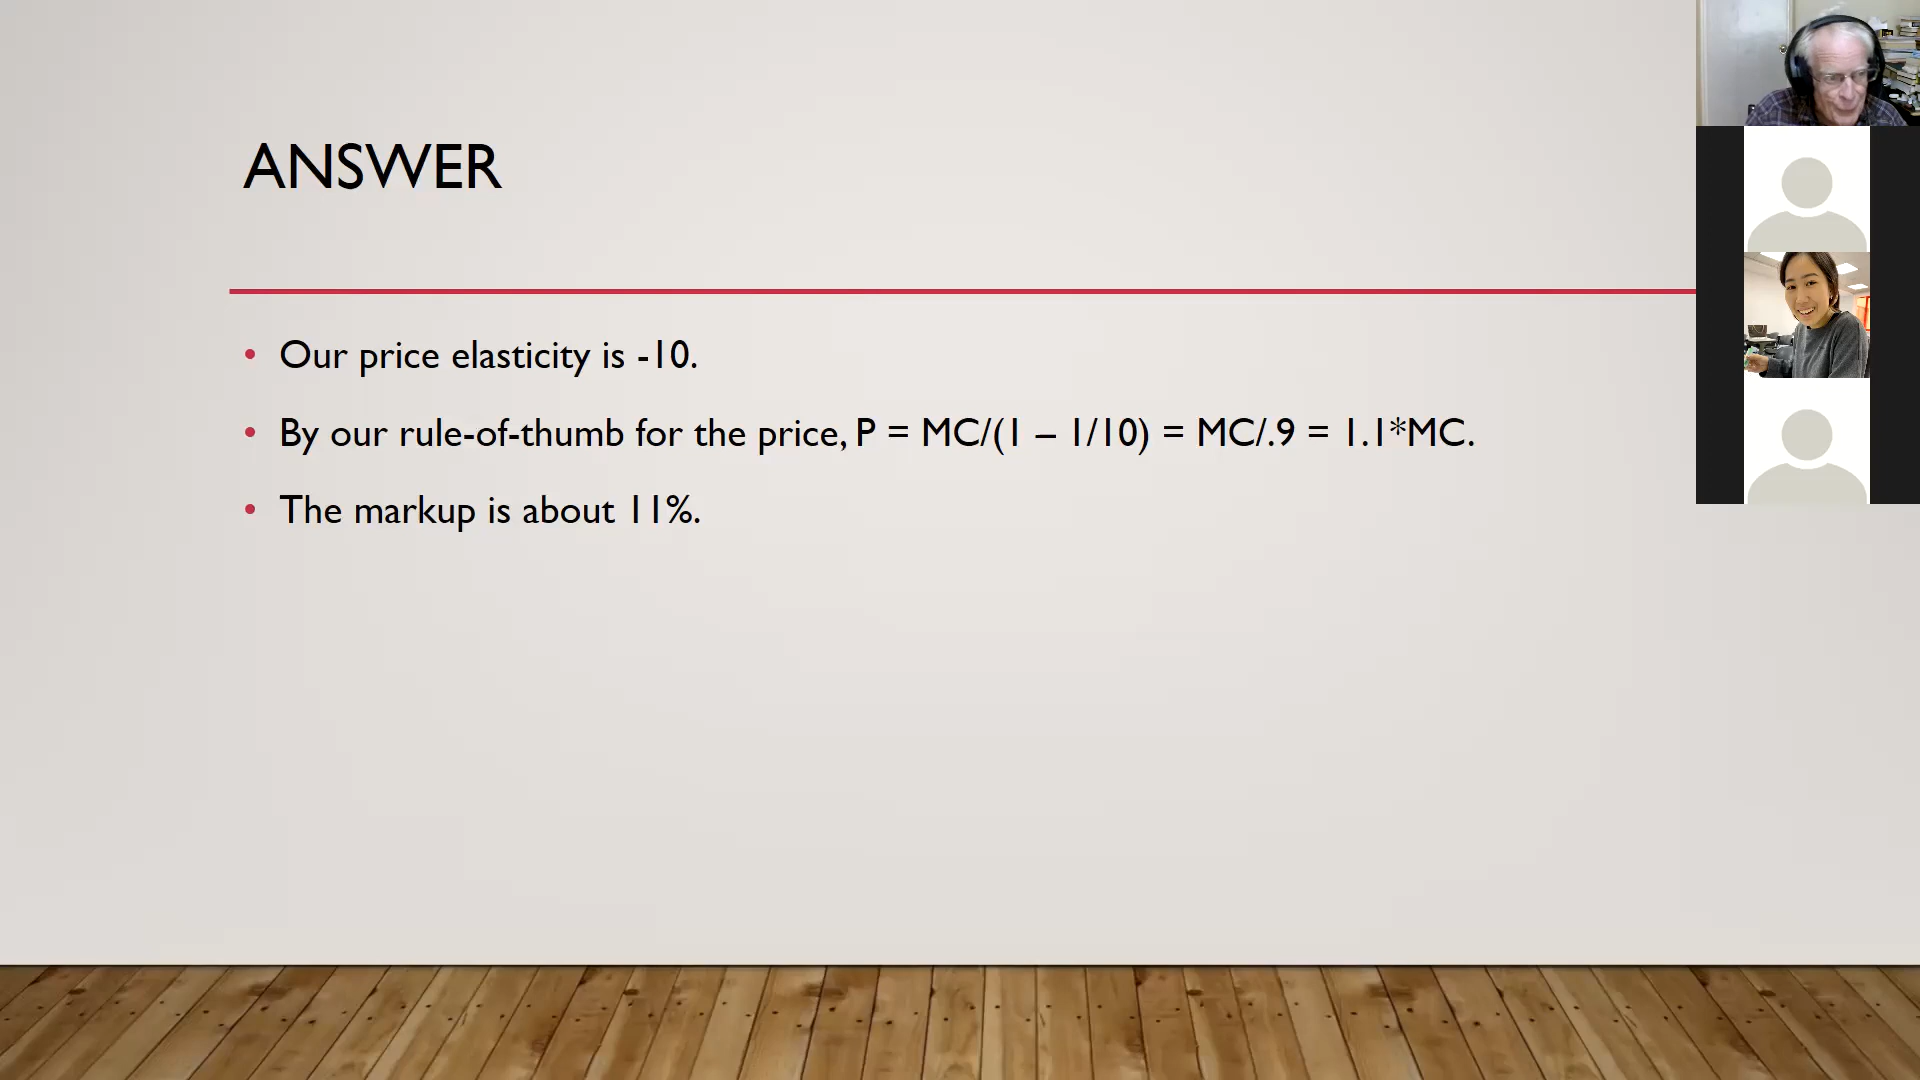 ANSWER
• Our price elasticity is -10.
• By our rule-of-thumb for the price, P = MC/(1 – 1/10) = MC/.9 = 1.1*MC.
• The markup is about 11%.